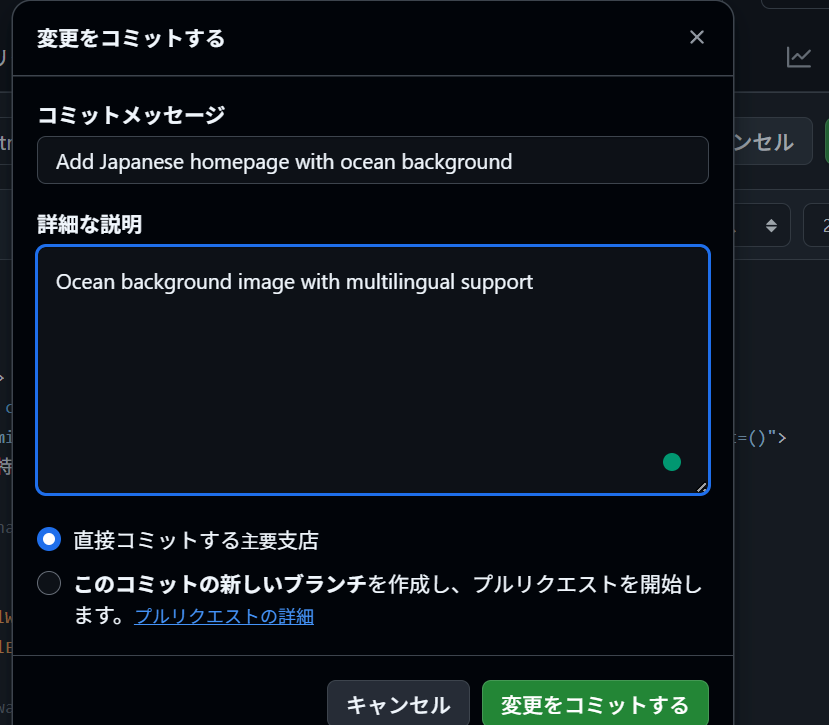 変更をコミットする
コミットメッセージ
Add Japanese homepage with ocean background
ンセル
詳細な説明
Ocean background image with multilingual support
=()">
直接コミットする主要支店
このコミットの新しいブランチを作成し、プルリクエストを開始し
ます。プルリクエストの詳細
キャンセル
変更をコミットする